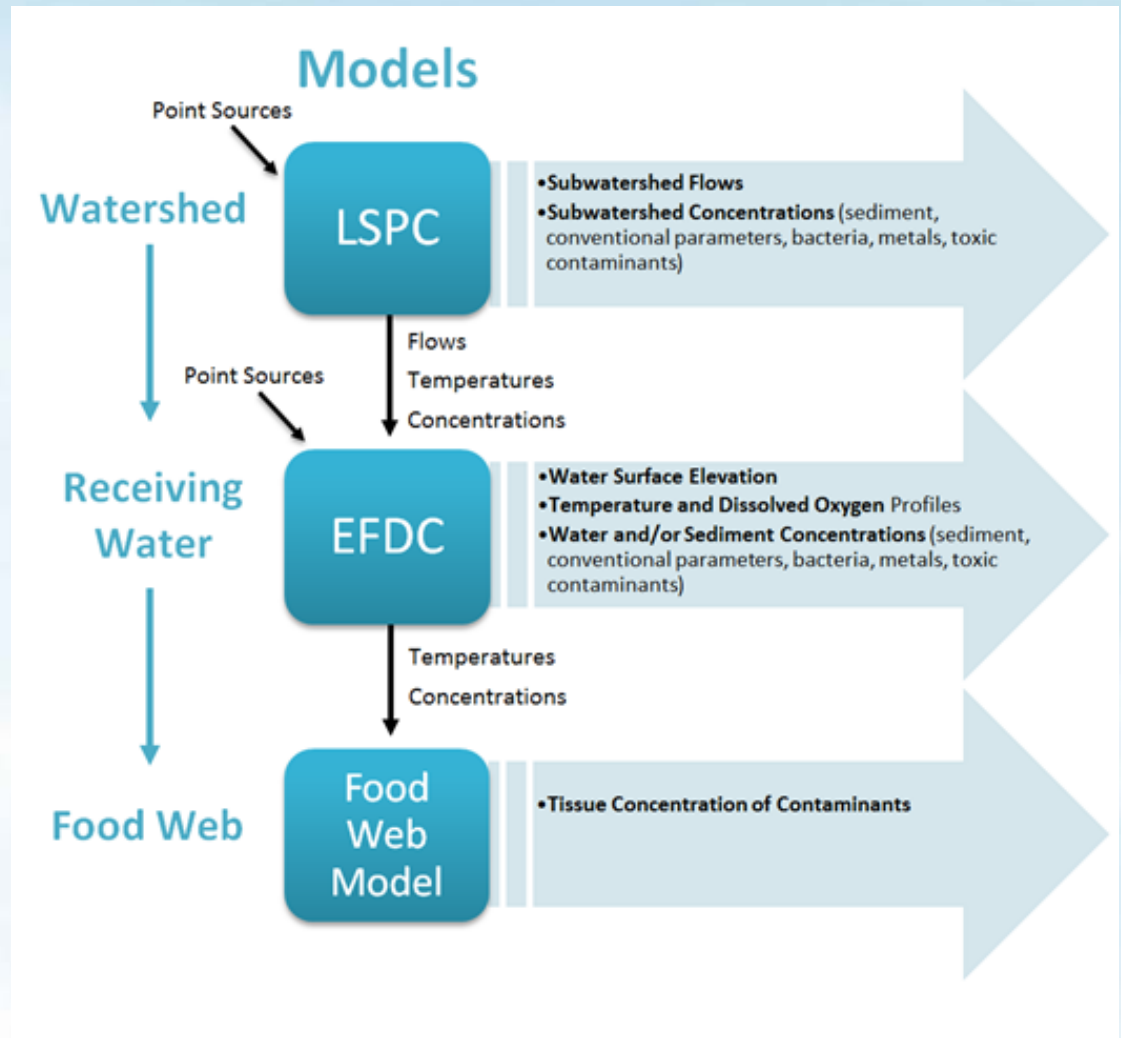 Models
Point Sources
Watershed
LSPC
•Subwatershed Flows
•Subwatershed Concentrations (sediment,
conventional parameters, bacteria, metals, toxic
contaminants)
Flows
Temperatures
Concentrations
Point Sources
Receiving
Water
EFDC
•Water Surface Elevation
•Temperature and Dissolved Oxygen Profiles
•Water and/or Sediment Concentrations (sediment,
conventional parameters, bacteria, metals, toxic
contaminants)
Temperatures
Concentrations
Food Web
Food
Web
Model
•Tissue Concentration of Contaminants